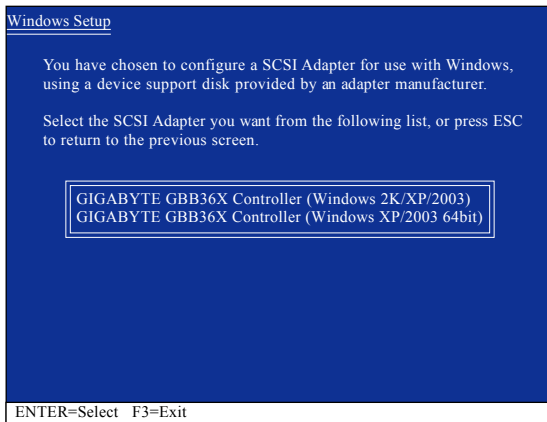 Windows Setup
You have chosen to configure a SCSI Adapter for use with Windows,
using a device support disk provided by an adapter manufacturer.
Select the SCSI Adapter you want from the following list, or press ESC
to return to the previous screen.
GIGABYTE GBB36X Controller (Windows 2K/XP/2003)
GIGABYTE GBB36X Controller (Windows XP/2003 64bit)
ENTER=Select F3=Exit